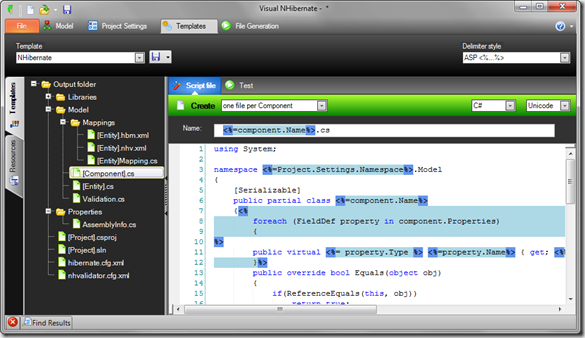 Visual NHibernate - *
File
Model
Project Settings
Templates
File Generation
Template
NHibernate
Delimiter style
ASP <%...%>
Templates
Resources
Output folder
Libraries
Model
Mappings
[Entity].hbm.xml
[Entity].nhv.xml
[Entity]Mapping.cs
[Component].cs
[Entity].cs
Validation.cs
Properties
AssemblyInfo.cs
[Project].csproj
[Project].sln
hibernate.cfg.xml
nhvalidator.cfg.xml
Script file
Test
Create one file per Component C# Unicode
Name: <%=component.Name%>.cs
1 using System;
2
3 namespace <%=Project.Settings.Namespace%>.Model
4 {
5 [Serializable]
6 public partial class <%=component.Name%>
7 {<%
8 foreach (FieldDef property in component.Properties)
9 {
10 %>
11 public virtual <%= property.Type %> <%=property.Name%> { get; <%
12 }%>
13 public override bool Equals(object obj)
14 {
15 if(ReferenceEquals(this, obj))
16 return true;
Find Results